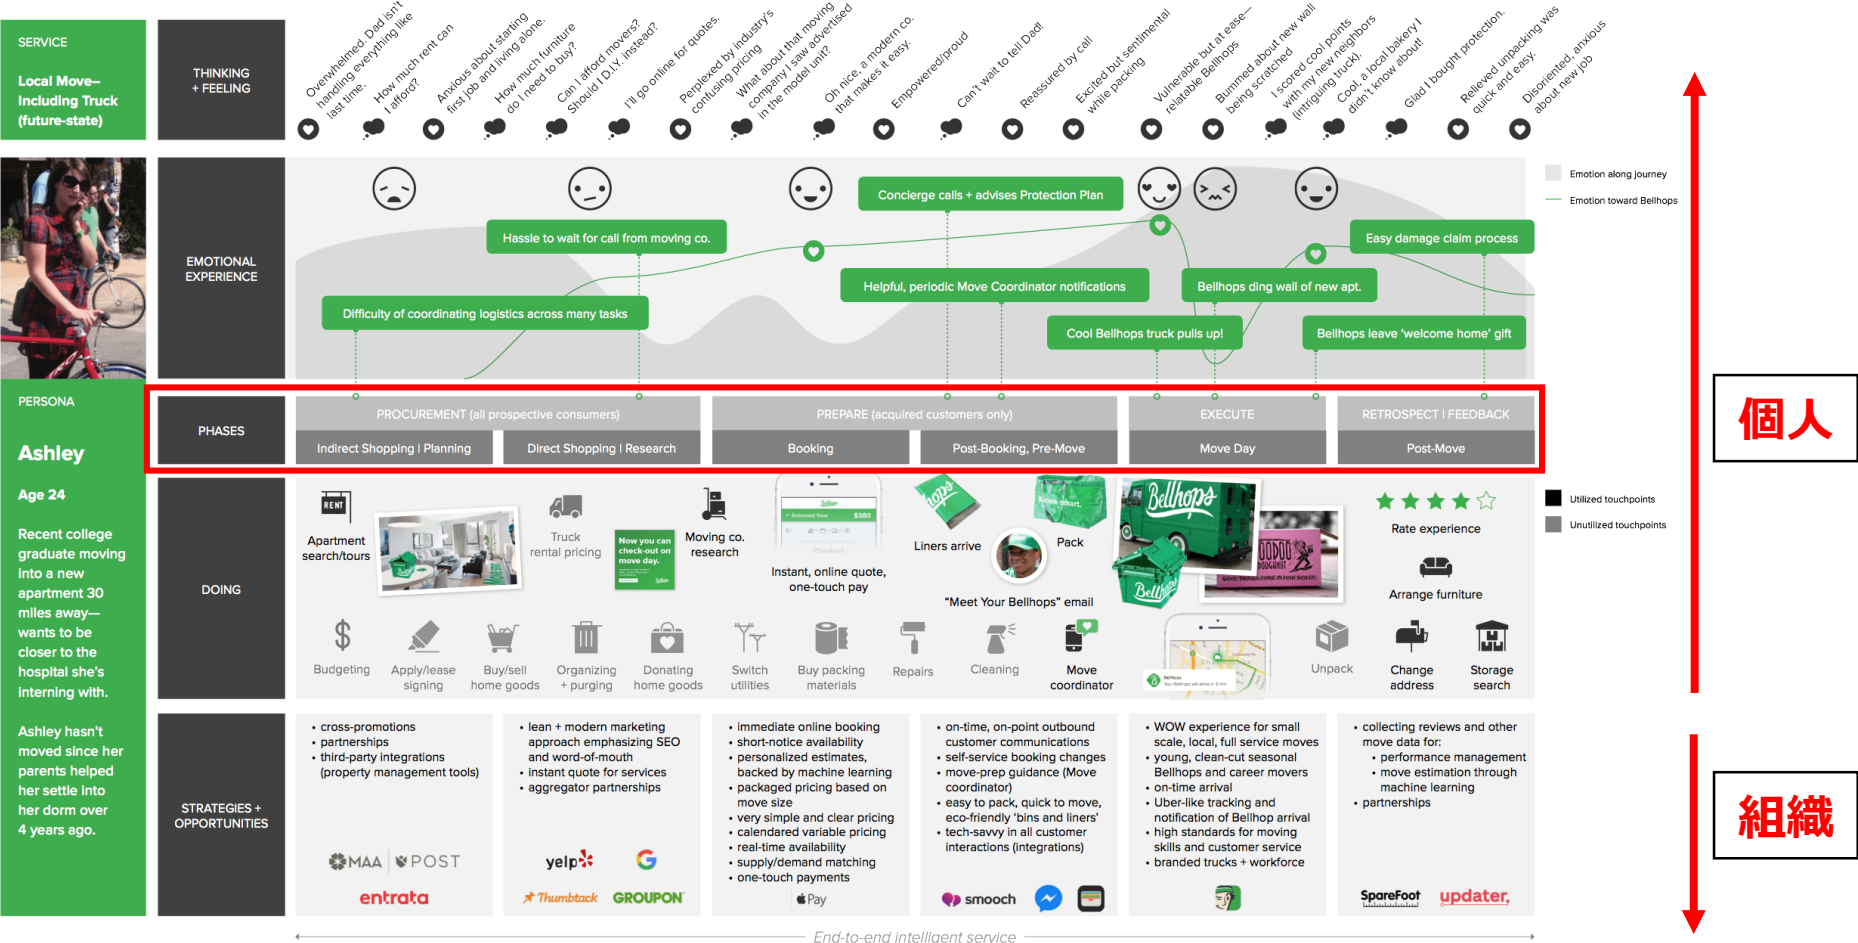 SERVICE
Local Move–
Including Truck
(future-state)
THINKING
+ FEELING
Overwhelmed. Dad isn't
handling everything like
last time.
How much rent can
I afford?
Anxious about starting
first job and living alone.
How much furniture
do I need to buy?
Can I afford movers?
Should I D.I.Y. instead?
I'll go online for quotes.
Perplexed by industry's
confusing pricing
What about that moving
company I saw advertised
in the model unit?
Oh nice, a modern co.
that makes it easy.
Empowered/proud
Can't wait to tell Dad!
Reassured by call
Excited but sentimental
while packing
Vulnerable but at ease—
relatable Bellhops
Bummed about new wall
being scratched
I scored cool points
with my new neighbors
(intriguing truck).
Cool, a local bakery I
didn't know about!
Glad I bought protection.
Relieved unpacking was
quick and easy.
Disoriented, anxious
about new job
EMOTIONAL
EXPERIENCE
Concierge calls + advises Protection Plan
Hassle to wait for call from moving co.
Easy damage claim process
Helpful, periodic Move Coordinator notifications
Bellhops ding wall of new apt.
Difficulty of coordinating logistics across many tasks
Cool Bellhops truck pulls up!
Bellhops leave 'welcome home' gift
Emotion along journey
Emotion toward Bellhops
PERSONA
Ashley
Age 24
Recent college
graduate moving
into a new
apartment 30
miles away—
wants to be
closer to the
hospital she's
interning with.
Ashley hasn't
moved since her
parents helped
her settle into
her dorm over
4 years ago.
PHASES
PROCUREMENT (all prospective consumers)
PREPARE (acquired customers only)
EXECUTE
RETROSPECT | FEEDBACK
Indirect Shopping | Planning
Direct Shopping | Research
Booking
Post-Booking, Pre-Move
Move Day
Post-Move
個人
DOING
RENT
Apartment
search/tours
Truck
rental pricing
Now you can
check-out on
move day.
Moving co.
research
Bellhops
Estimated Total
$380
Checkout
Instant, online quote,
one-touch pay
Liners arrive
Move smart.
Pack
"Meet Your Bellhops" email
Bellhops
Bellhops
VOODOO
DOUGHNUT
GOOD THINGS COME IN PINK BOXES!
Rate experience
Arrange furniture
Utilized touchpoints
Unutilized touchpoints
Budgeting
Apply/lease
signing
Buy/sell
home goods
Organizing
+ purging
Donating
home goods
Switch
utilities
Buy packing
materials
Repairs
Cleaning
Move
coordinator
Bellhops
Your Bellhops will arrive in 5 min.
Unpack
Change
address
Storage
search
STRATEGIES +
OPPORTUNITIES
• cross-promotions
• partnerships
• third-party integrations
(property management tools)
MAA | POST
entrata
• lean + modern marketing
approach emphasizing SEO
and word-of-mouth
• instant quote for services
• aggregator partnerships
yelp
G
Thumbtack
GROUPON
• immediate online booking
• short-notice availability
• personalized estimates,
backed by machine learning
• packaged pricing based on
move size
• very simple and clear pricing
• calendared variable pricing
• real-time availability
• supply/demand matching
• one-touch payments
Pay
• on-time, on-point outbound
customer communications
• self-service booking changes
• move-prep guidance (Move
coordinator)
• easy to pack, quick to move,
eco-friendly 'bins and liners'
• tech-savvy in all customer
interactions (integrations)
smooch
• WOW experience for small
scale, local, full service moves
• young, clean-cut seasonal
Bellhops and career movers
• on-time arrival
• Uber-like tracking and
notification of Bellhop arrival
• high standards for moving
skills and customer service
• branded trucks + workforce
• collecting reviews and other
move data for:
• performance management
• move estimation through
machine learning
• partnerships
SpareFoot
updater.
組織
End-to-end intelligent service